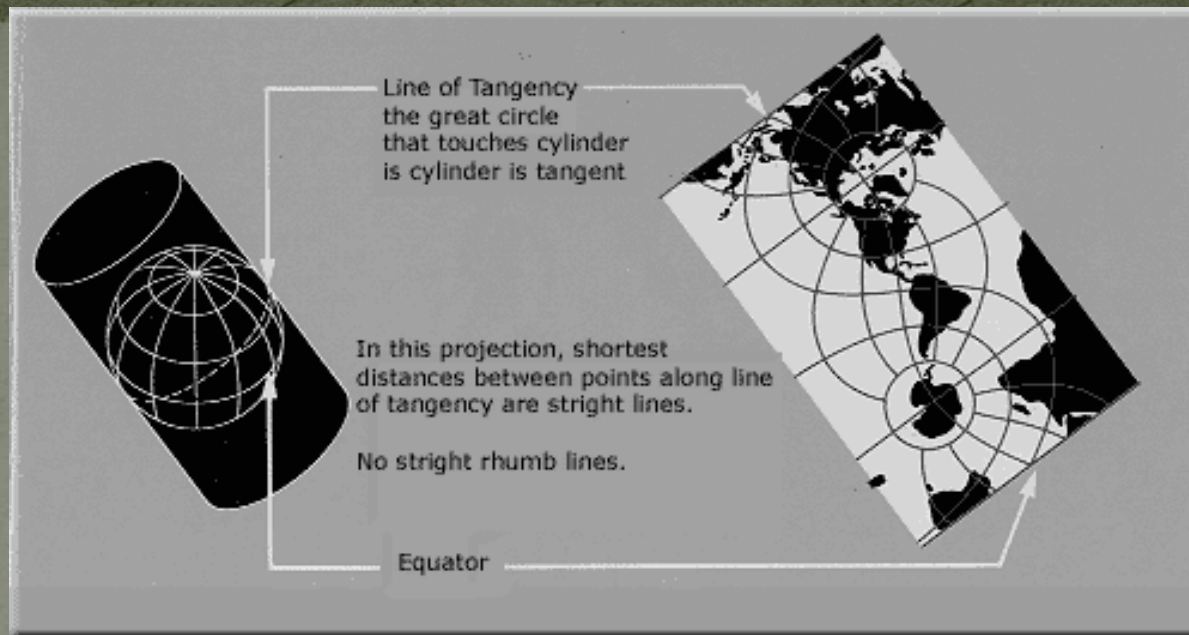 Line of Tangency
the great circle
that touches cylinder
is cylinder is tangent
In this projection, shortest
distances between points along line
of tangency are stright lines.
No stright rhumb lines.
Equator